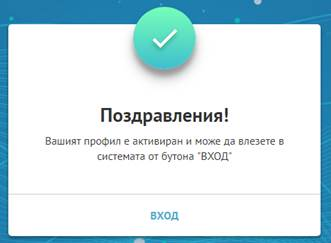 Поздравления!
Вашият профил е активиран и може да влезете в
системата от бутона "ВХОД"
ВХОД